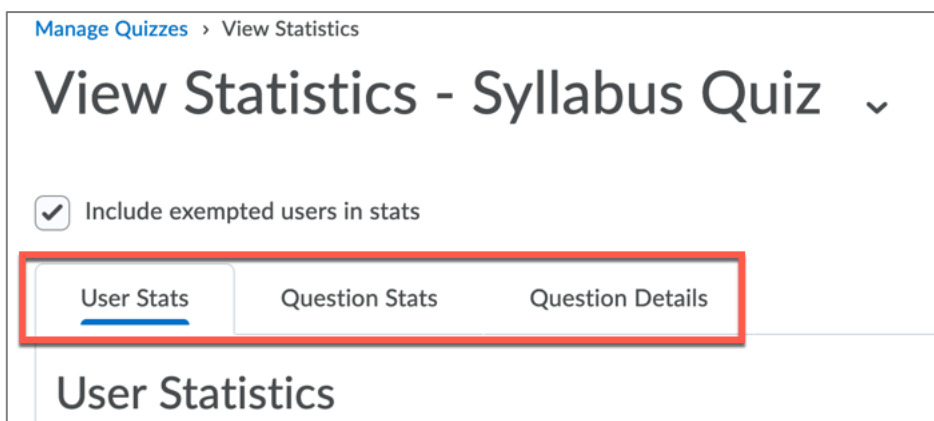 Manage Quizzes › View Statistics
View Statistics - Syllabus Quiz
Include exempted users in stats
User Stats Question Stats Question Details
User Statistics